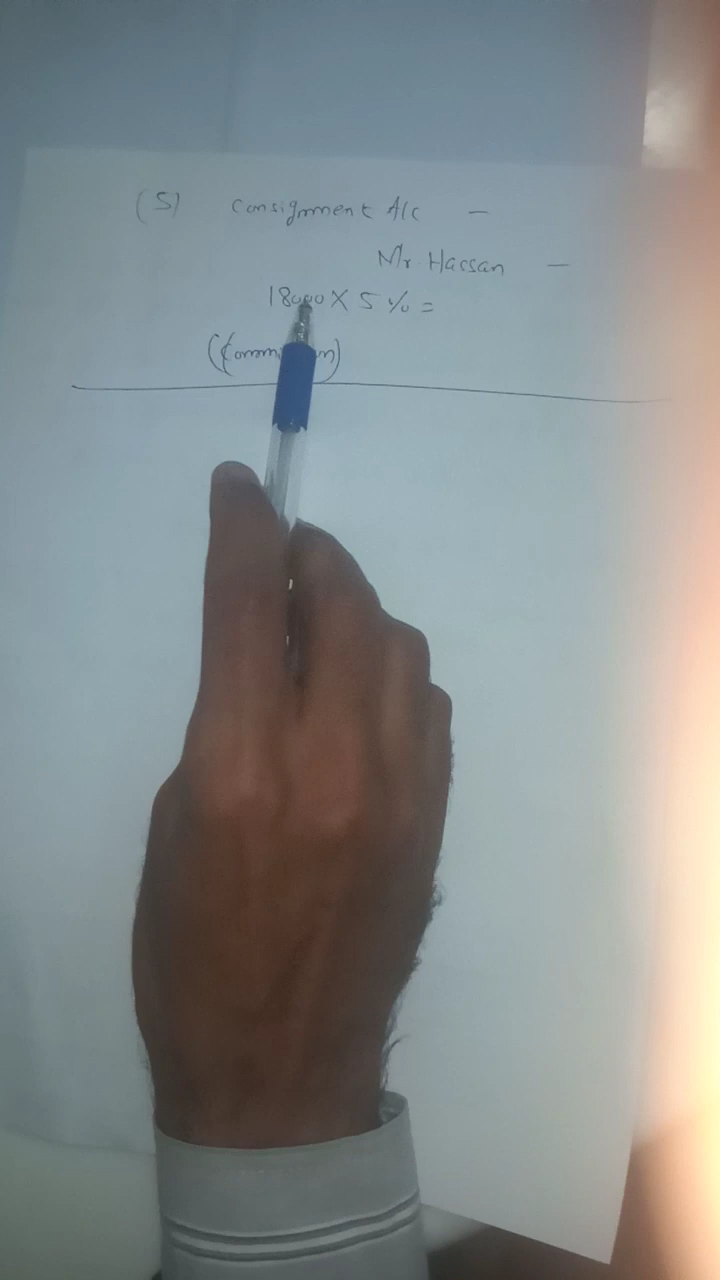 (5) Consignment A/c —
Mr Hassan —
18000 X 5 % =